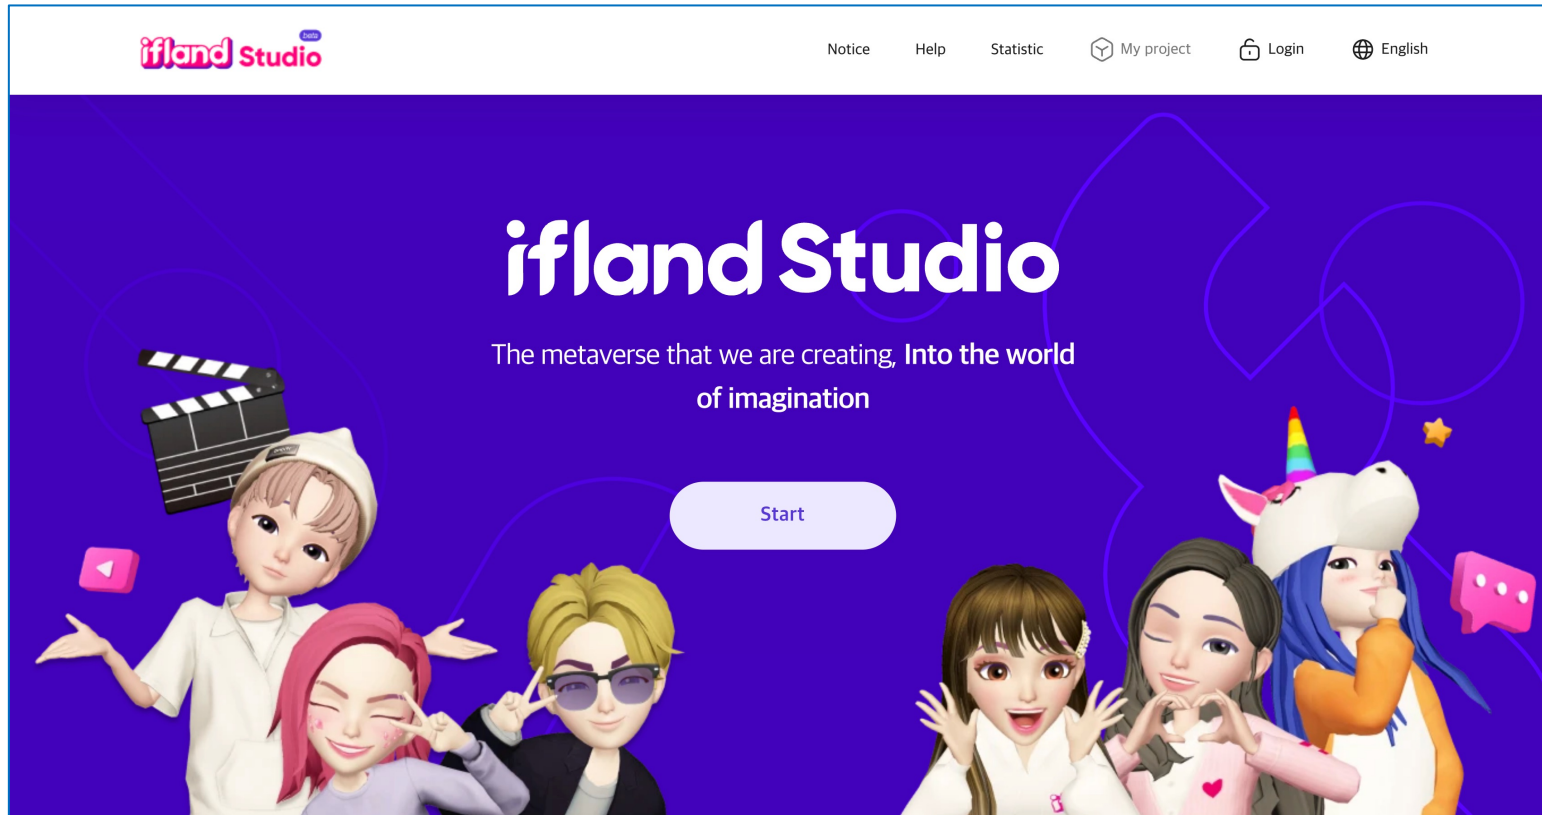 ifland Studio
beta
Notice
Help
Statistic
My project
Login
English
ifland Studio
The metaverse that we are creating, Into the world
of imagination
Start